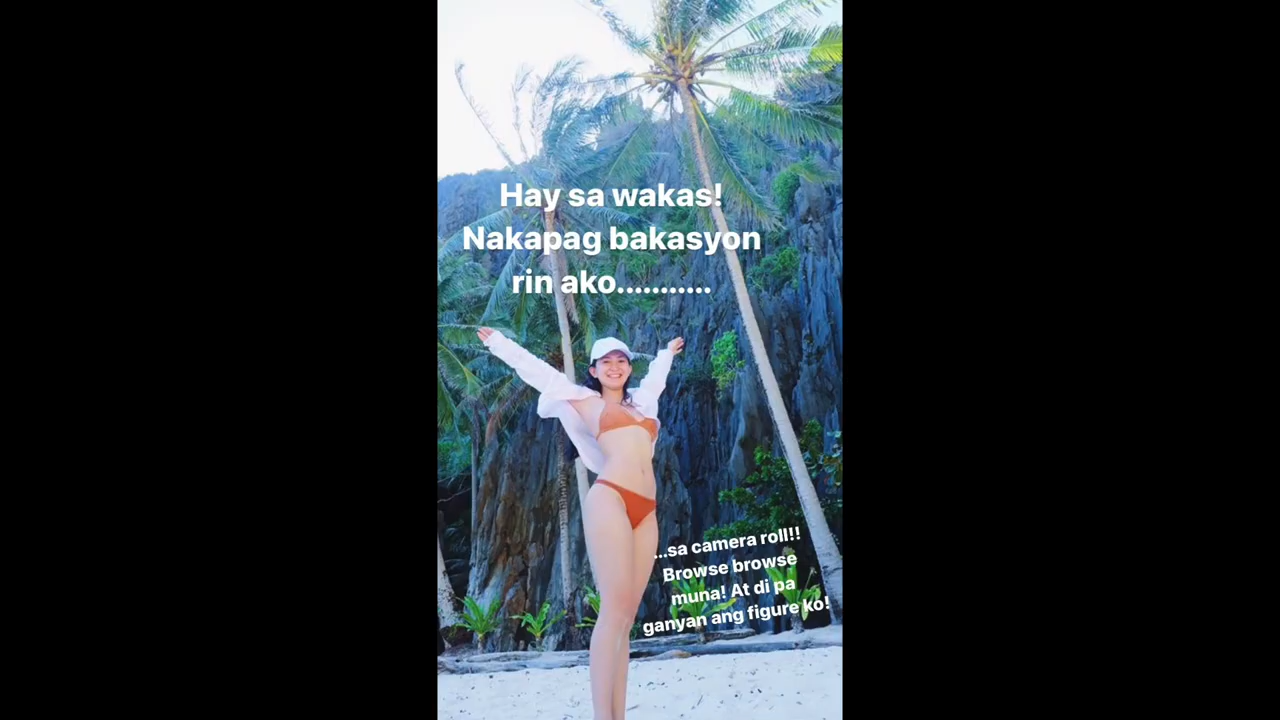 Hay sa wakas!
Nakapag bakasyon
rin ako...........
...sa camera roll!!
Browse browse
muna! At di pa
ganyan ang figure ko!